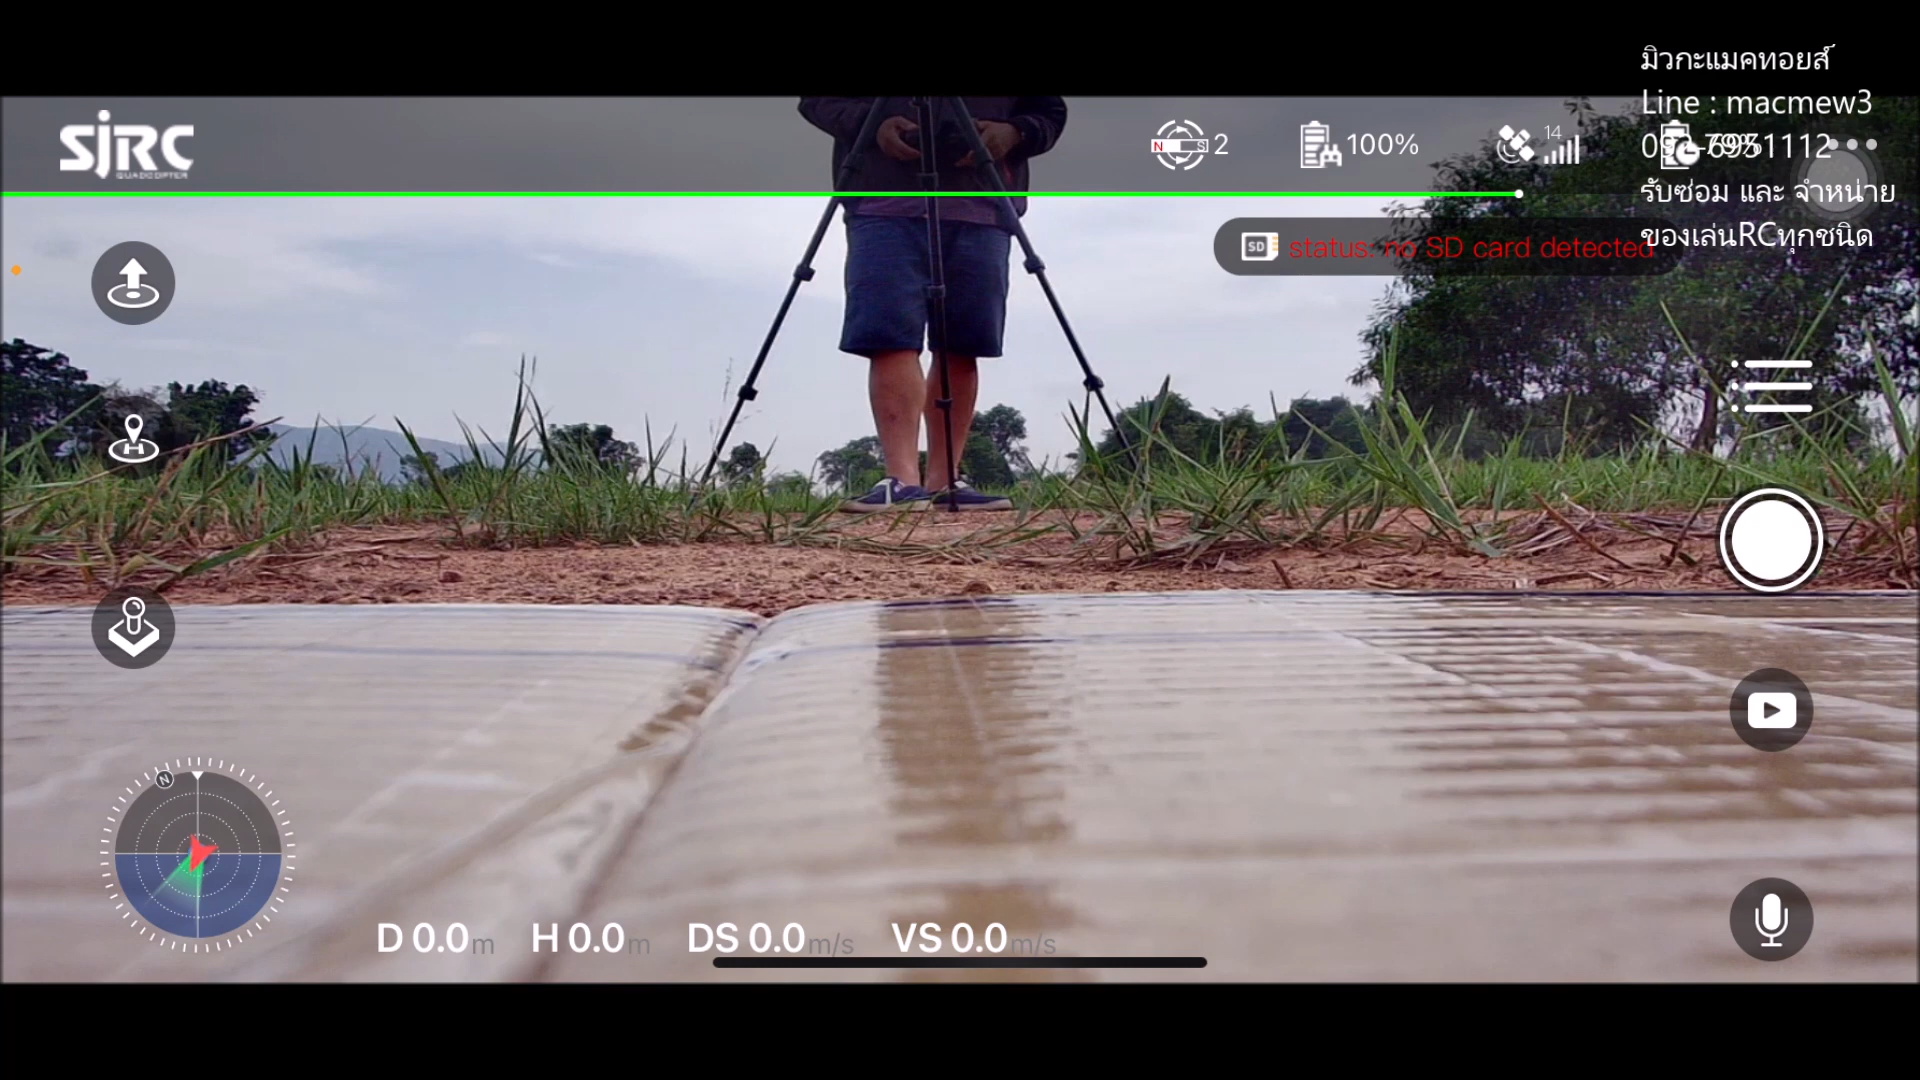 มิวกะแมคทอยส์
Line : macmew3
รับซ่อม และ จำหน่าย
ของเล่นRCทุกชนิด
SJRC
QUADCOPTER
N S 2
100%
14
SD status: no SD card detected
H
N
D 0.0m H 0.0m DS 0.0m/s VS 0.0m/s